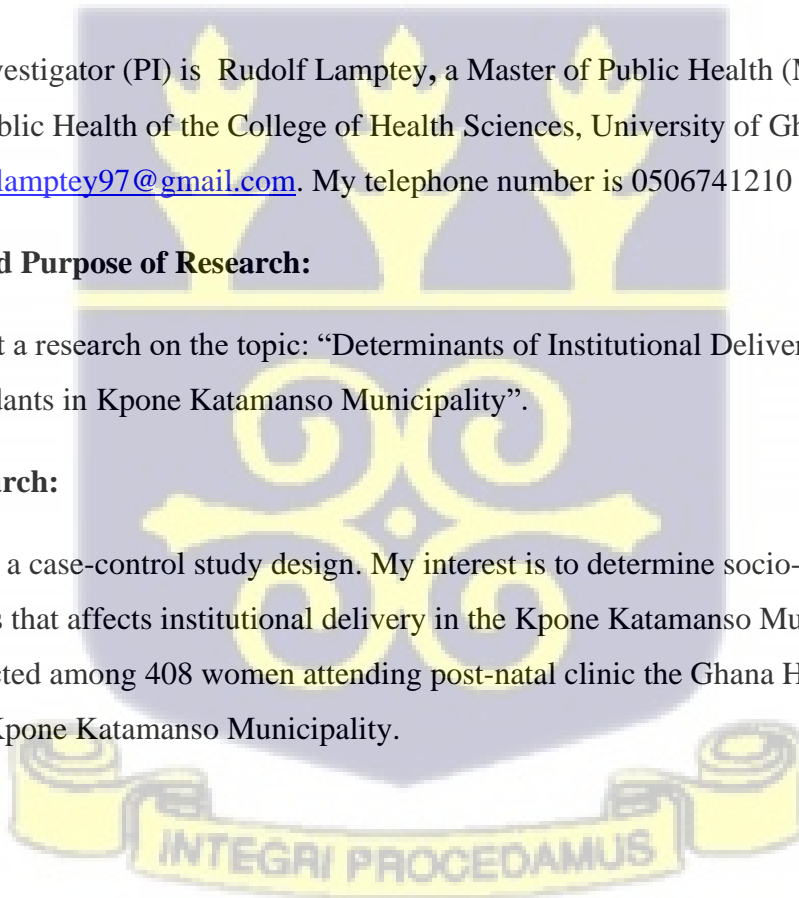 vestigator (PI) is Rudolf Lamptey, a Master of Public Health (M
blic Health of the College of Health Sciences, University of Gh
lamptey97@gmail.com. My telephone number is 0506741210
d Purpose of Research:
t a research on the topic: “Determinants of Institutional Deliver
dants in Kpone Katamanso Municipality”.
rch:
a case-control study design. My interest is to determine socio-
s that affects institutional delivery in the Kpone Katamanso Mu
cted among 408 women attending post-natal clinic the Ghana H
Kpone Katamanso Municipality.
INTEGRI PROCEDAMUS